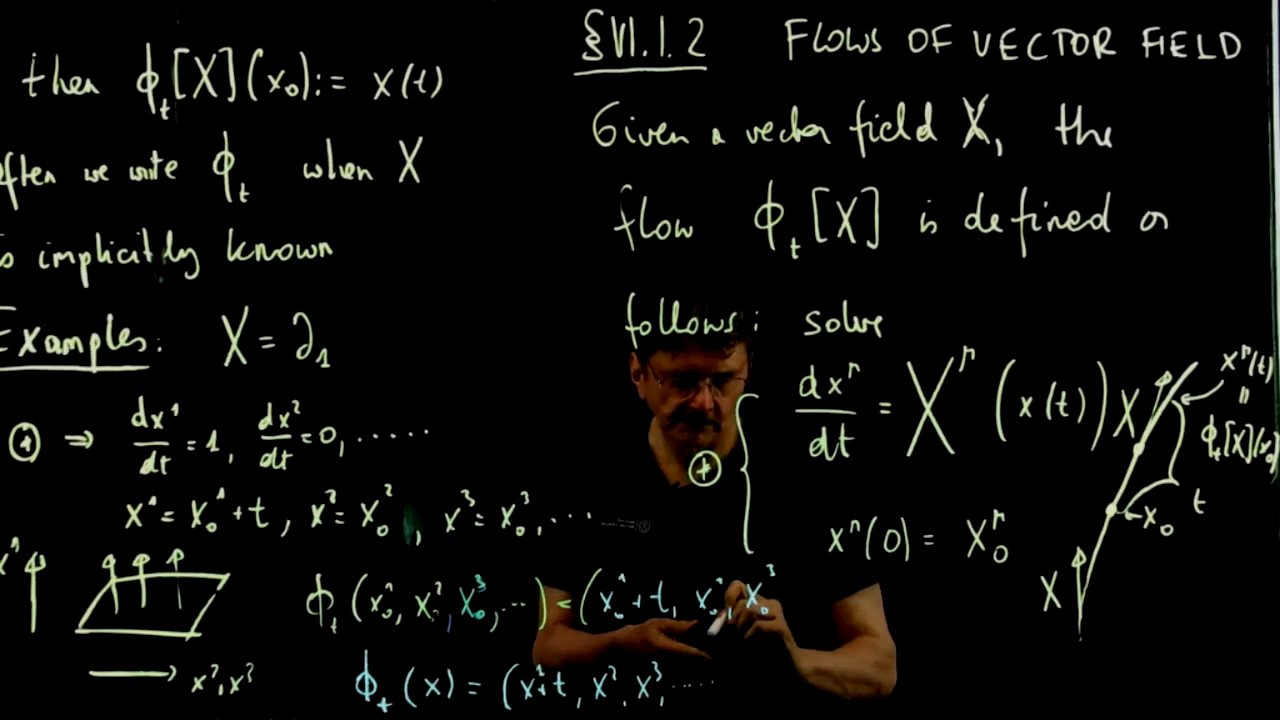 §VI.1.2 FLOWS OF VECTOR FIELD
Given a vector field X, the
flow ϕ_t[X] is defined as
follows: solve
dx^μ/dt = X^μ(x(t))
(*)
x^μ(0) = x_0^μ
X
x^μ(t)
=
ϕ_t[X](x_0)
t
x_0
X
then ϕ_t[X](x_0) := x(t)
often we write ϕ_t when X
is implicitly known
Examples: X = ∂_1
(*) ⇒ dx^1/dt = 1, dx^2/dt = 0, ......
x^1 = x_0^1 + t, x^2 = x_0^2, x^3 = x_0^3, ...
x^1
x^2, x^3
ϕ_t(x_0^1, x_0^2, x_0^3, ...) = (x_0^1 + t, x_0^2, x_0^3
ϕ_t(x) = (x^1 + t, x^2, x^3, .....